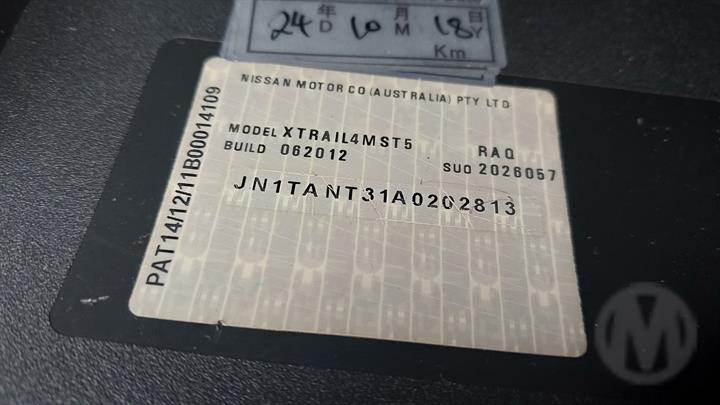 24 年 D 10 月 M 18 日 Y
Km
NISSAN MOTOR CO (AUSTRALIA) PTY LTD
MODEL XTRAIL4MST5 RAQ
BUILD 062012 SUO 2026057
JN1TANT31A0202813
PAT14/12/11B00014109
M